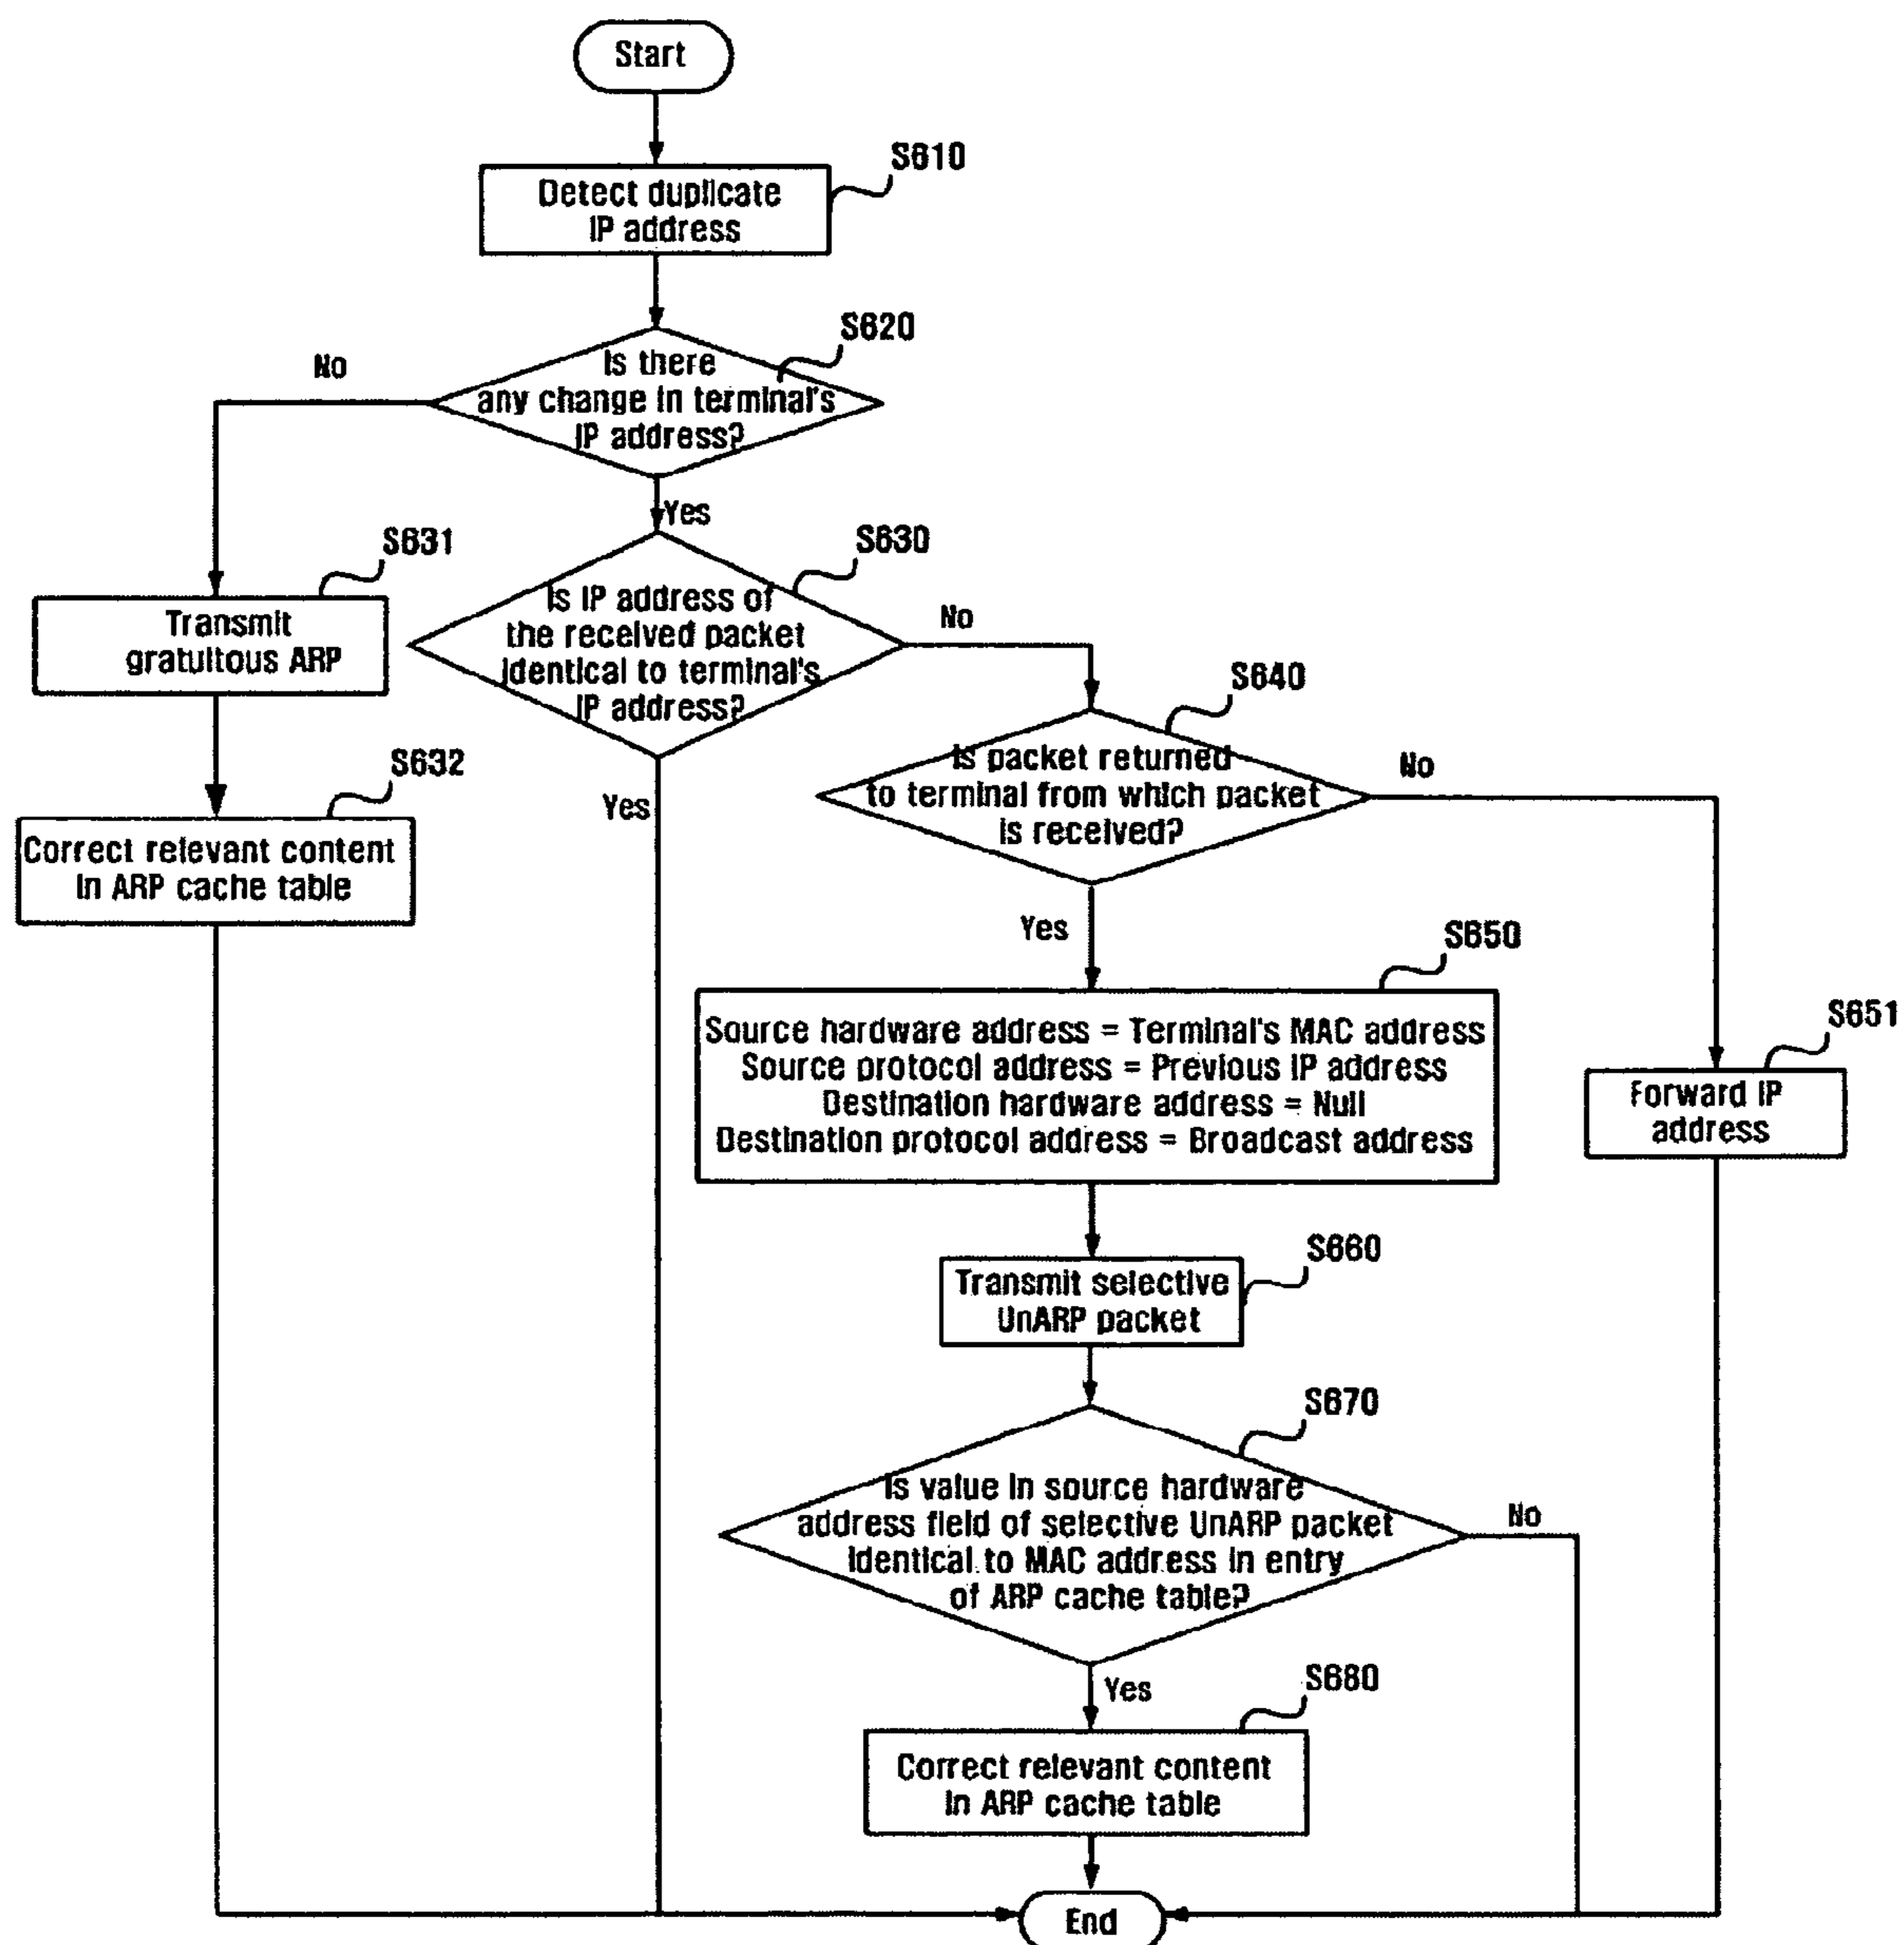 Start
S610
Detect duplicate
IP address
S620
No
Is there
any change in terminal's
IP address?
Yes
S631
S630
Transmit
gratuitous ARP
Is IP address of
the received packet
identical to terminal's
IP address?
No
S640
S632
Correct relevant content
in ARP cache table
Yes
Is packet returned
to terminal from which packet
is received?
No
Yes
S650
Source hardware address = Terminal's MAC address
Source protocol address = Previous IP address
Destination hardware address = Null
Destination protocol address = Broadcast address
S651
Forward IP
address
S660
Transmit selective
UnARP packet
S670
Is value in source hardware
address field of selective UnARP packet
identical to MAC address in entry
of ARP cache table?
No
Yes
S680
Correct relevant content
in ARP cache table
End